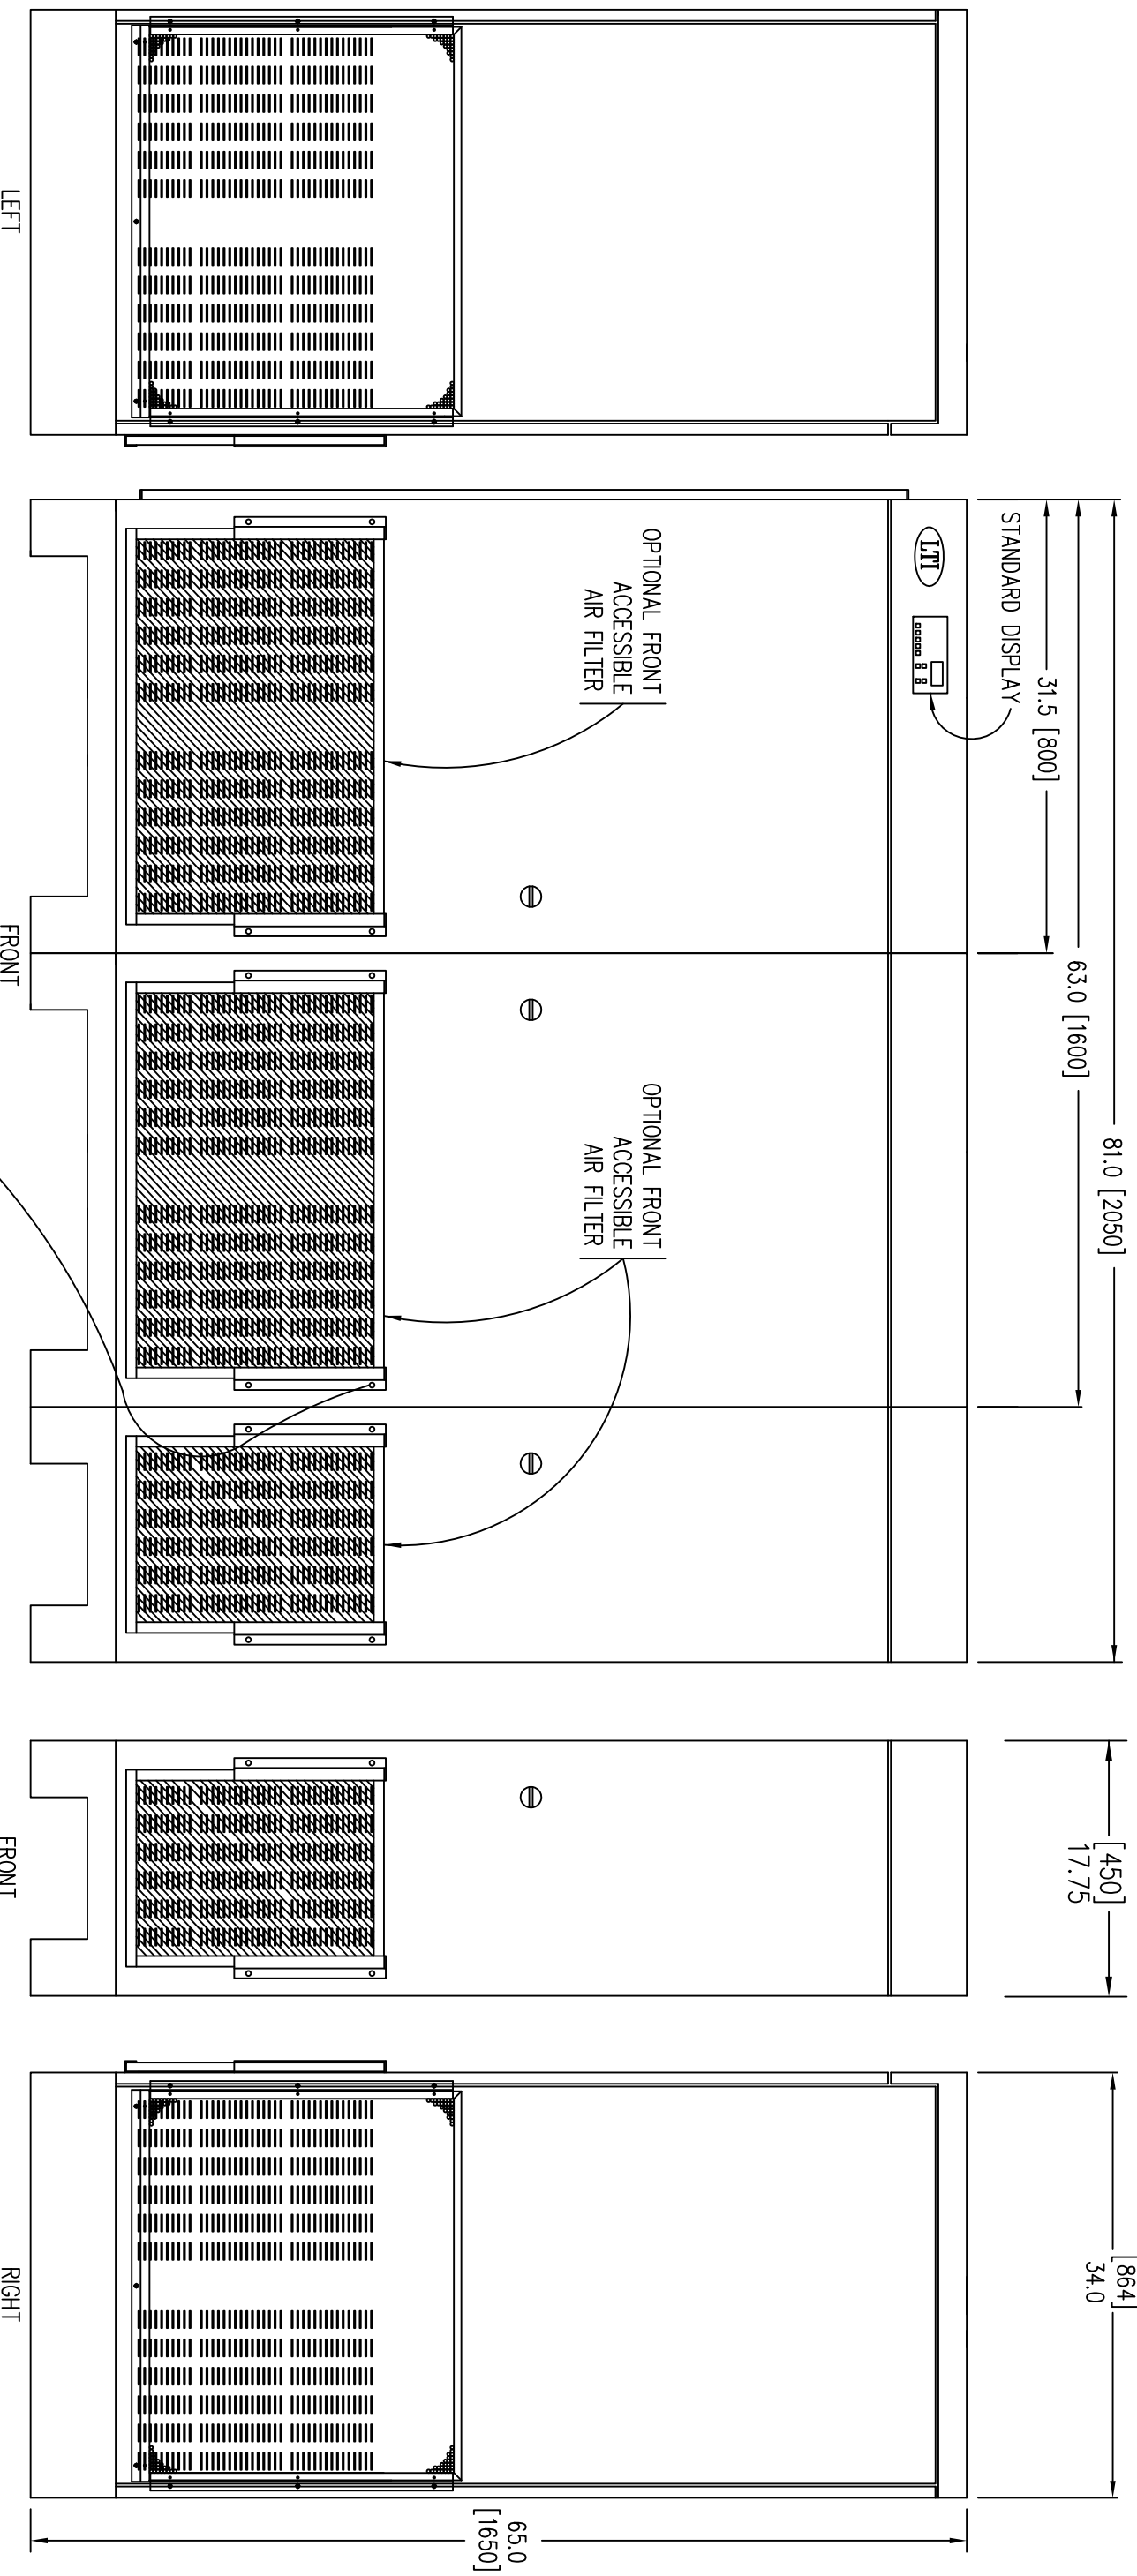 81.0 [2050]
63.0 [1600]
31.5 [800]
STANDARD DISPLAY
LTI
OPTIONAL FRONT
ACCESSIBLE
AIR FILTER
OPTIONAL FRONT
ACCESSIBLE
AIR FILTER
[450]
17.75
[864]
34.0
65.0
[1650]
LEFT
FRONT
FRONT
RIGHT